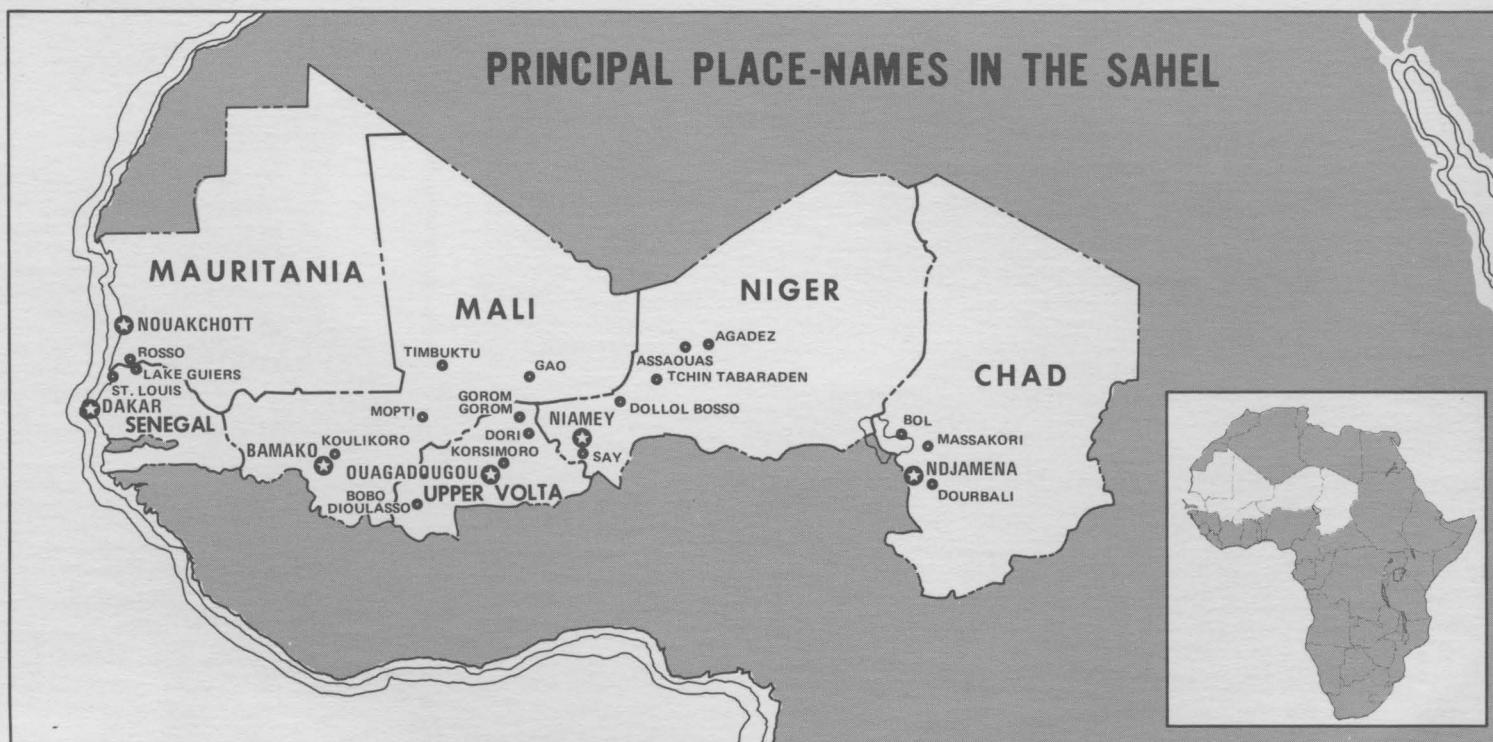 PRINCIPAL PLACE-NAMES IN THE SAHEL
MAURITANIA
NOUAKCHOTT
ROSSO
LAKE GUIERS
ST. LOUIS
DAKAR
SENEGAL
MALI
TIMBUKTU
GAO
MOPTI
BAMAKO
KOULIKORO
GOROM
GOROM
DORI
KORSIMORO
OUAGADOUGOU
UPPER VOLTA
BOBO
DIOULASSO
NIGER
AGADEZ
ASSAOUAS
TCHIN TABARADEN
DOLLOL BOSSO
NIAMEY
SAY
CHAD
BOL
MASSAKORI
NDJAMENA
DOURBALI